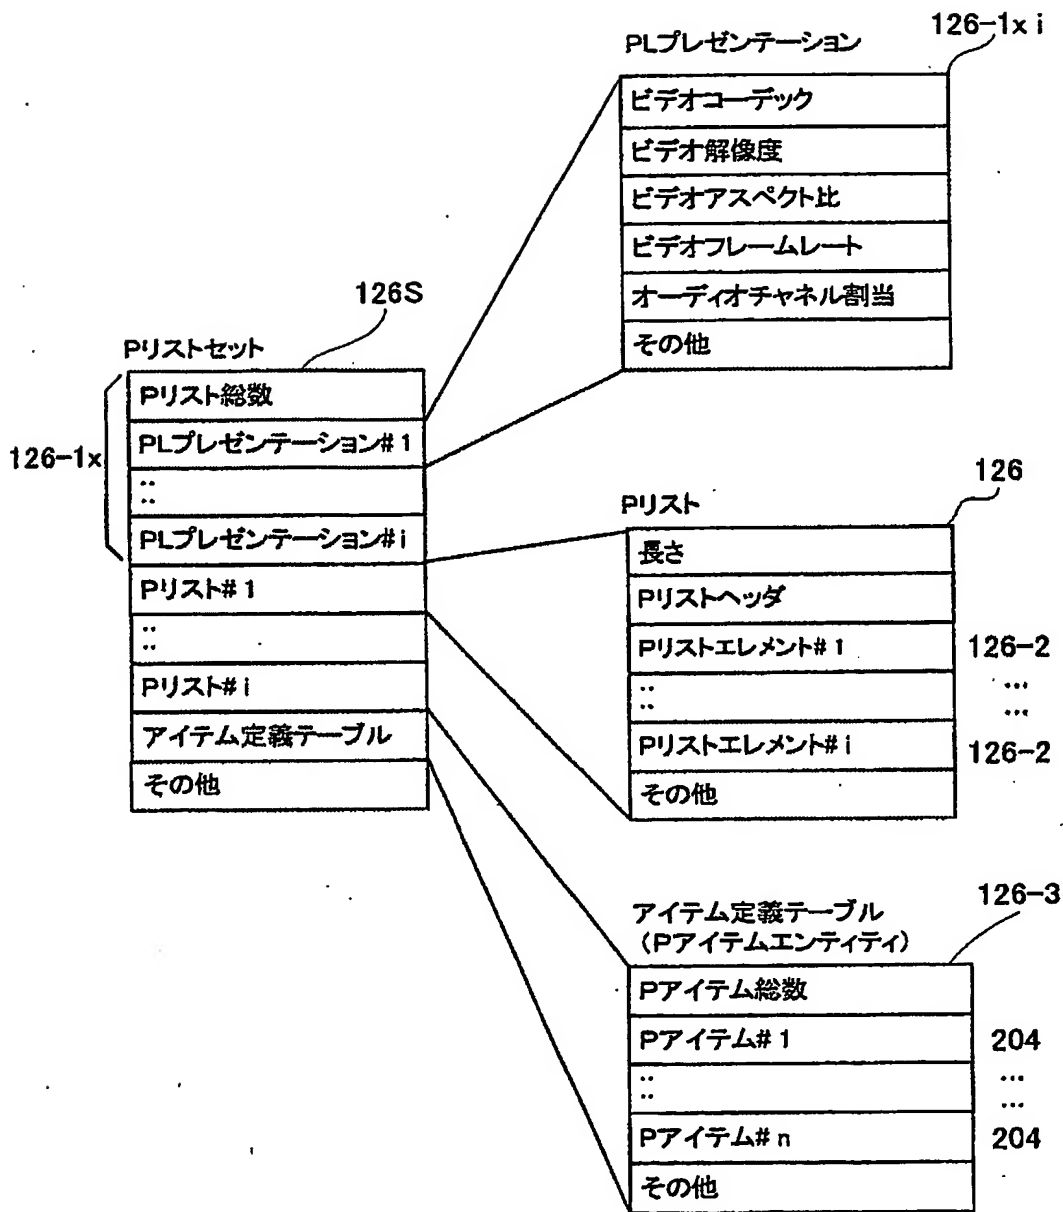 PLプレゼンテーション
126-1x i
ビデオコーデック
ビデオ解像度
ビデオアスペクト比
ビデオフレームレート
オーディオチャネル割当
その他
126S
Pリストセット
126-1x
Pリスト総数
PLプレゼンテーション#1
::
PLプレゼンテーション#i
Pリスト#1
::
Pリスト#i
アイテム定義テーブル
その他
Pリスト
126
長さ
Pリストヘッダ
Pリストエレメント#1 126-2
:: ... ...
Pリストエレメント#i 126-2
その他
126-3
アイテム定義テーブル
(Pアイテムエンティティ)
Pアイテム総数
Pアイテム#1 204
:: ... ...
Pアイテム#n 204
その他